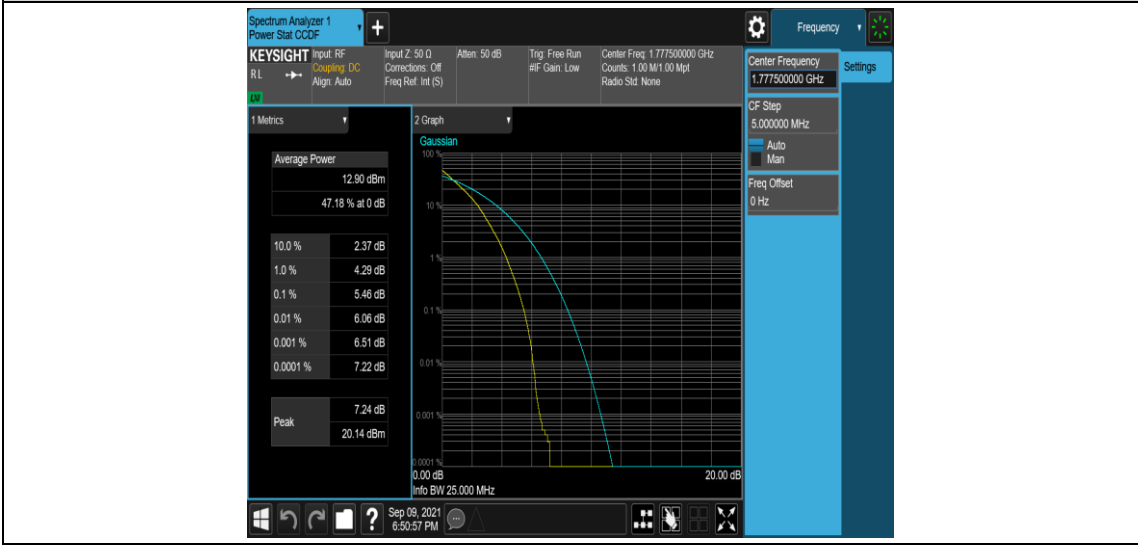 Spectrum Analyzer 1
Power Stat CCDF
+
Frequency
KEYSIGHT
RL
LXI
Input: RF
Coupling: DC
Align: Auto
Input Z: 50 Ω
Corrections: Off
Freq Ref: Int (S)
Atten: 50 dB
Trig: Free Run
#IF Gain: Low
Center Freq: 1.777500000 GHz
Counts: 1.00 M/1.00 Mpt
Radio Std: None
Center Frequency
1.777500000 GHz
Settings
CF Step
5.000000 MHz
Auto
Man
Freq Offset
0 Hz
1 Metrics
Average Power
12.90 dBm
47.18 % at 0 dB
10.0 % 2.37 dB
1.0 % 4.29 dB
0.1 % 5.46 dB
0.01 % 6.06 dB
0.001 % 6.51 dB
0.0001 % 7.22 dB
Peak
7.24 dB
20.14 dBm
2 Graph
Gaussian
100 %
10 %
1 %
0.1 %
0.01 %
0.001 %
0.0001 %
0.00 dB 20.00 dB
Info BW 25.000 MHz
?
Sep 09, 2021
6:50:57 PM